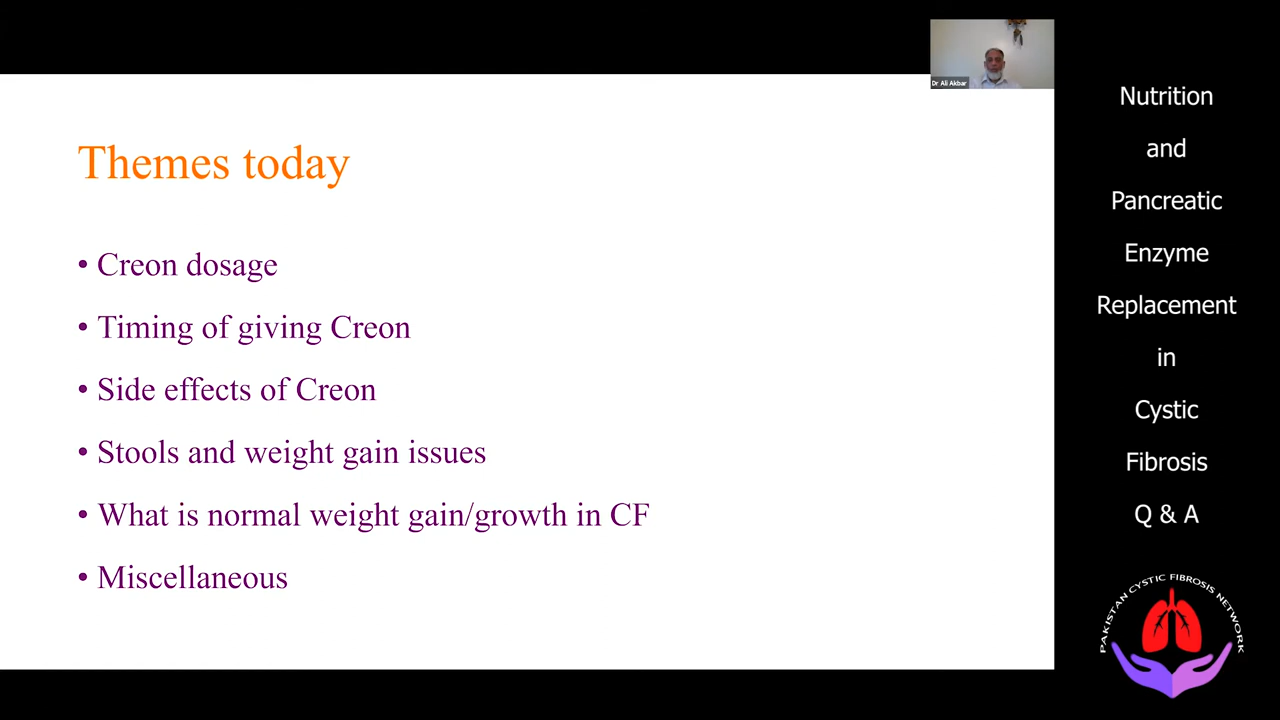 Themes today
• Creon dosage
• Timing of giving Creon
• Side effects of Creon
• Stools and weight gain issues
• What is normal weight gain/growth in CF
• Miscellaneous
Dr Ali Akbar
Nutrition
and
Pancreatic
Enzyme
Replacement
in
Cystic
Fibrosis
Q & A
PAKISTAN CYSTIC FIBROSIS NETWORK